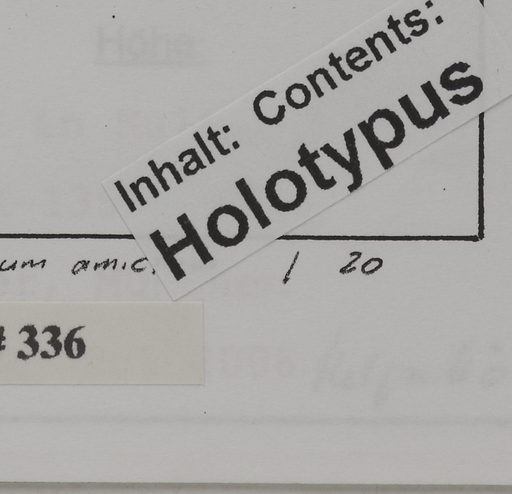 Inhalt: Contents:
Holotypus
um amic. / 20
# 336